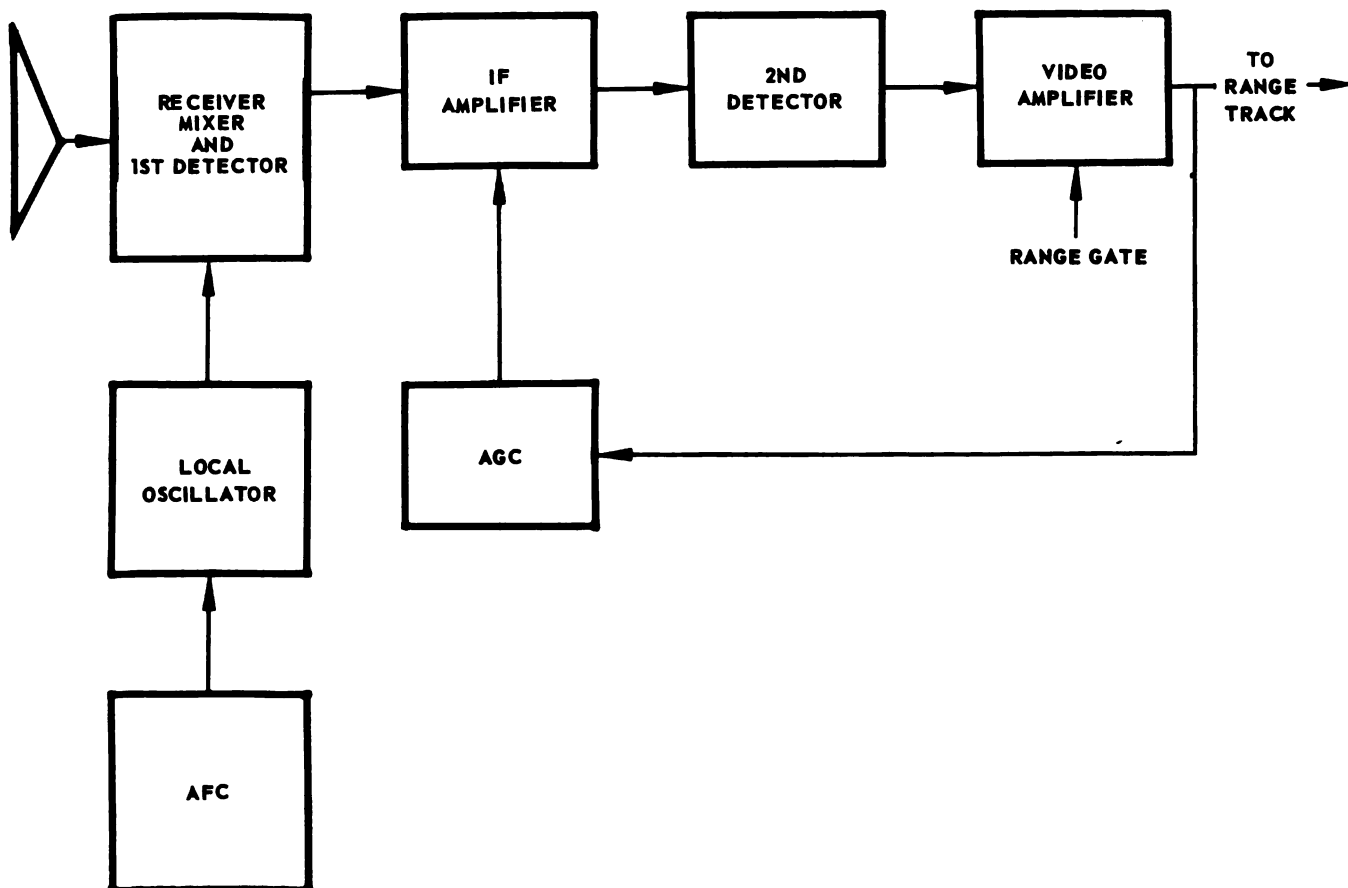 RECEIVER
MIXER
AND
1ST DETECTOR
IF
AMPLIFIER
2ND
DETECTOR
VIDEO
AMPLIFIER
TO
RANGE
TRACK
RANGE GATE
LOCAL
OSCILLATOR
AGC
AFC